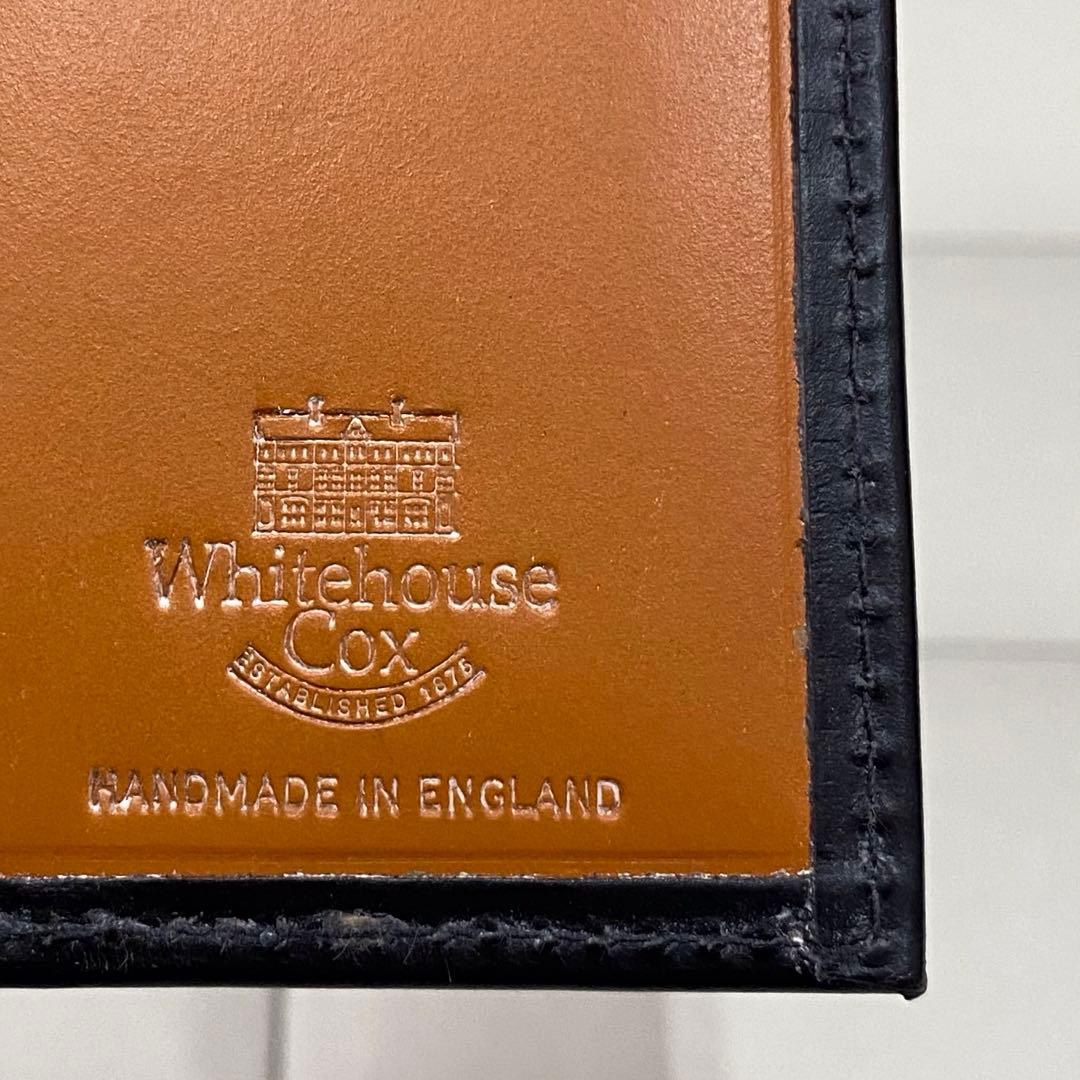 Whitehouse
Cox
ESTABLISHED 1875
HANDMADE IN ENGLAND